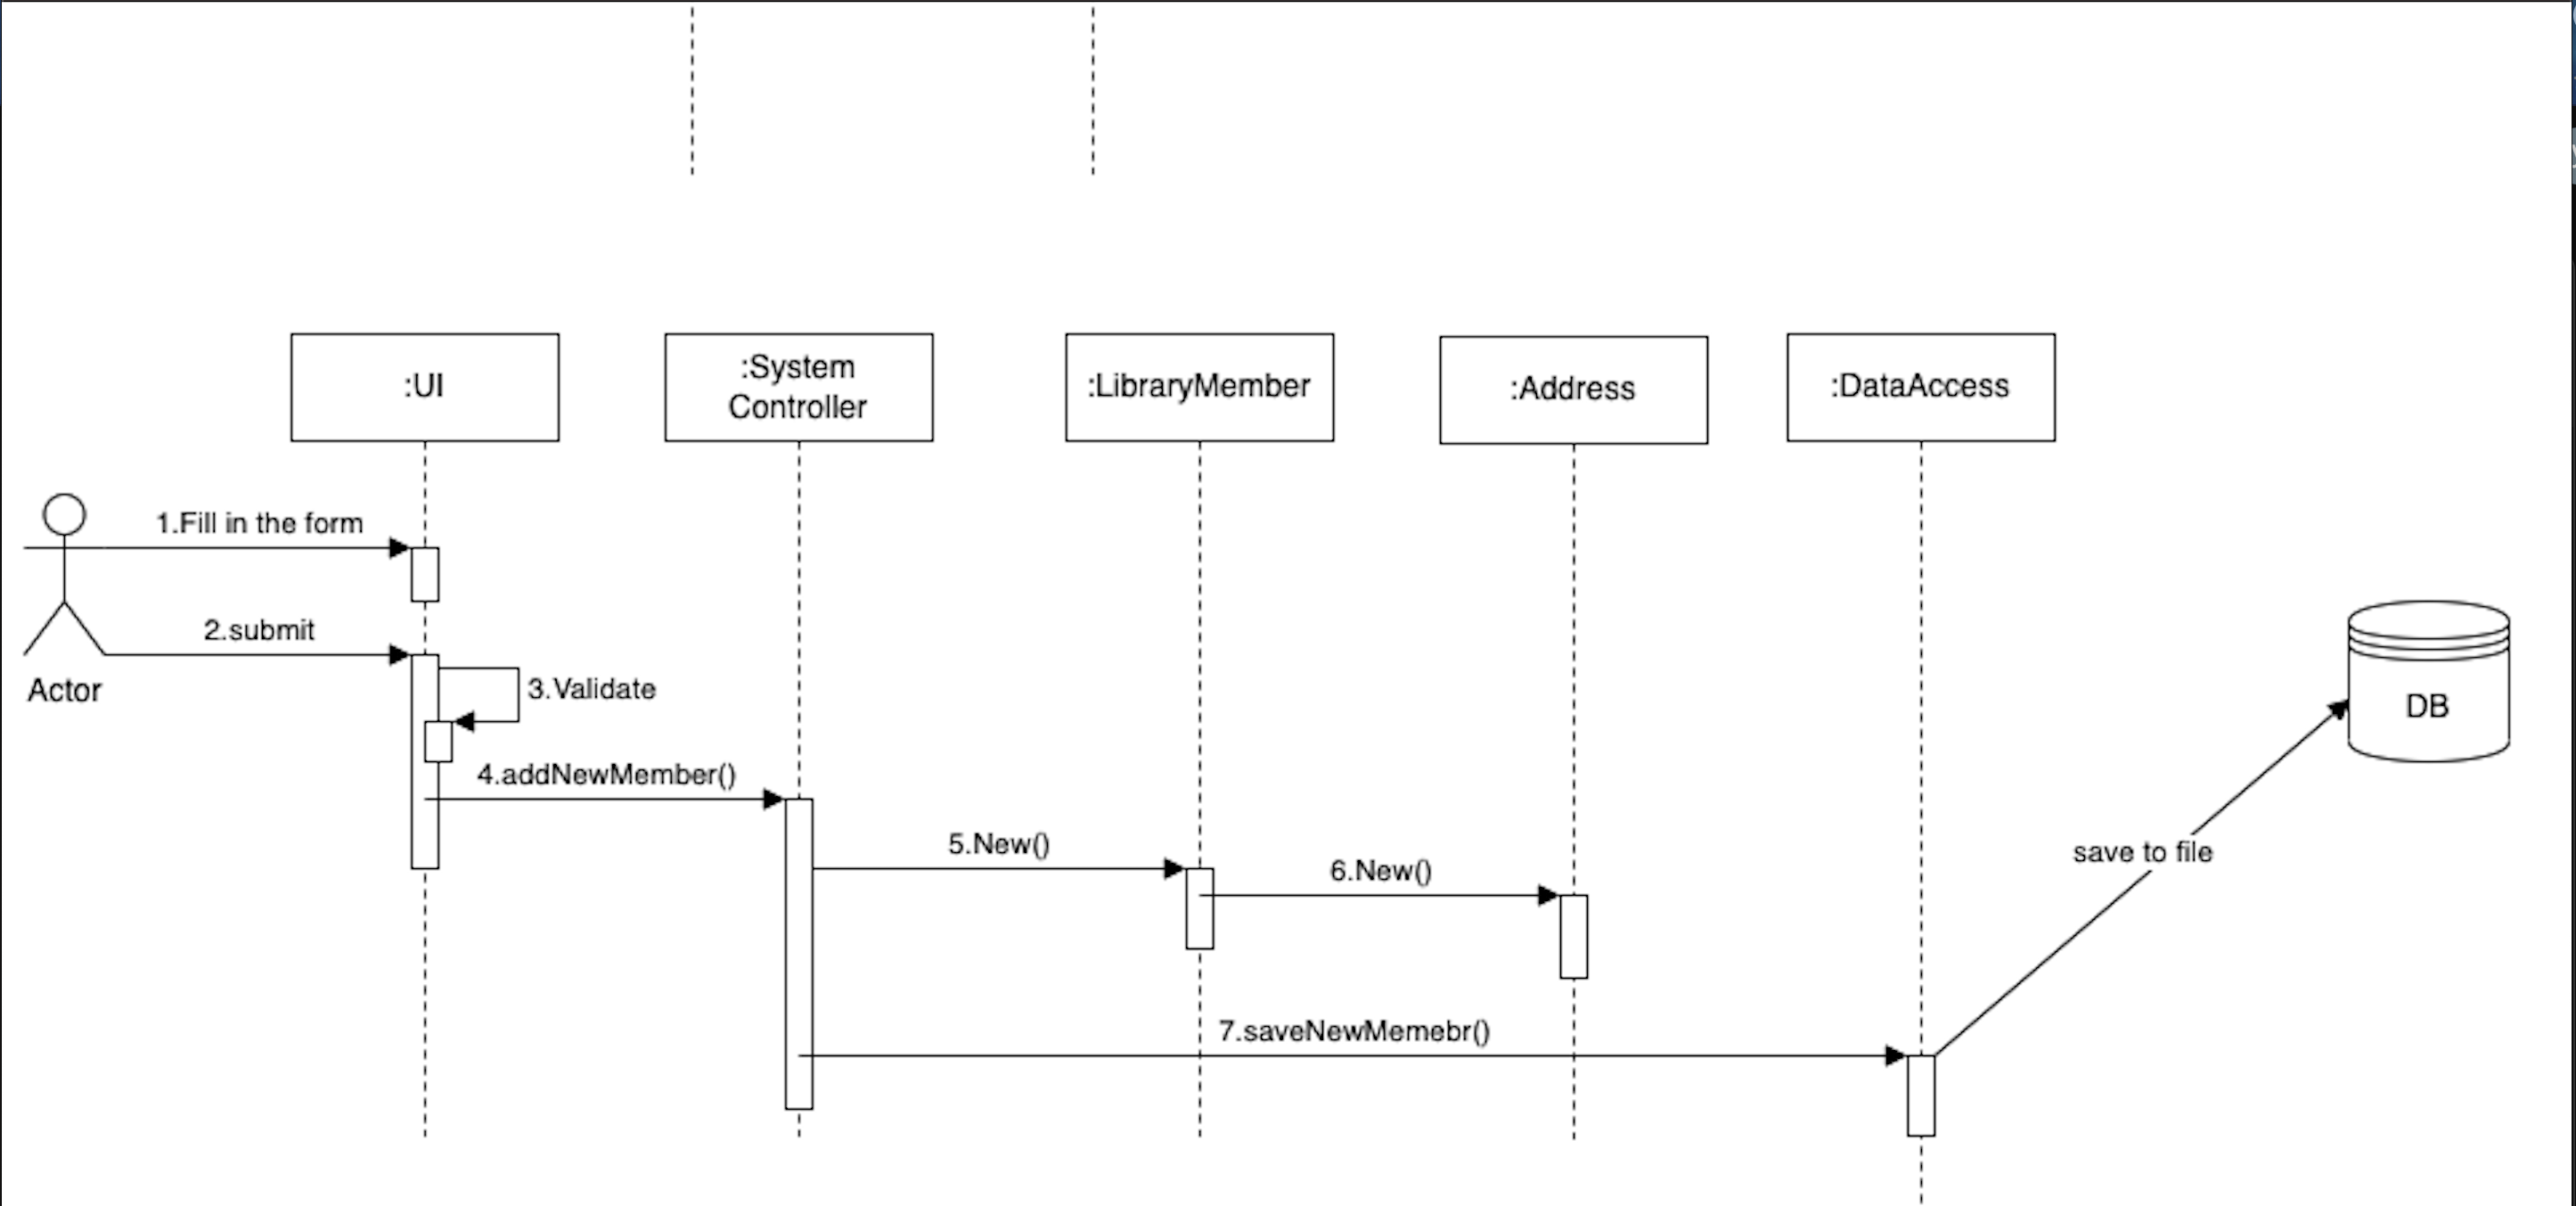 :UI
:System
Controller
:LibraryMember
:Address
:DataAccess
1.Fill in the form
2.submit
Actor
3.Validate
DB
4.addNewMember()
5.New()
save to file
6.New()
7.saveNewMemebr()